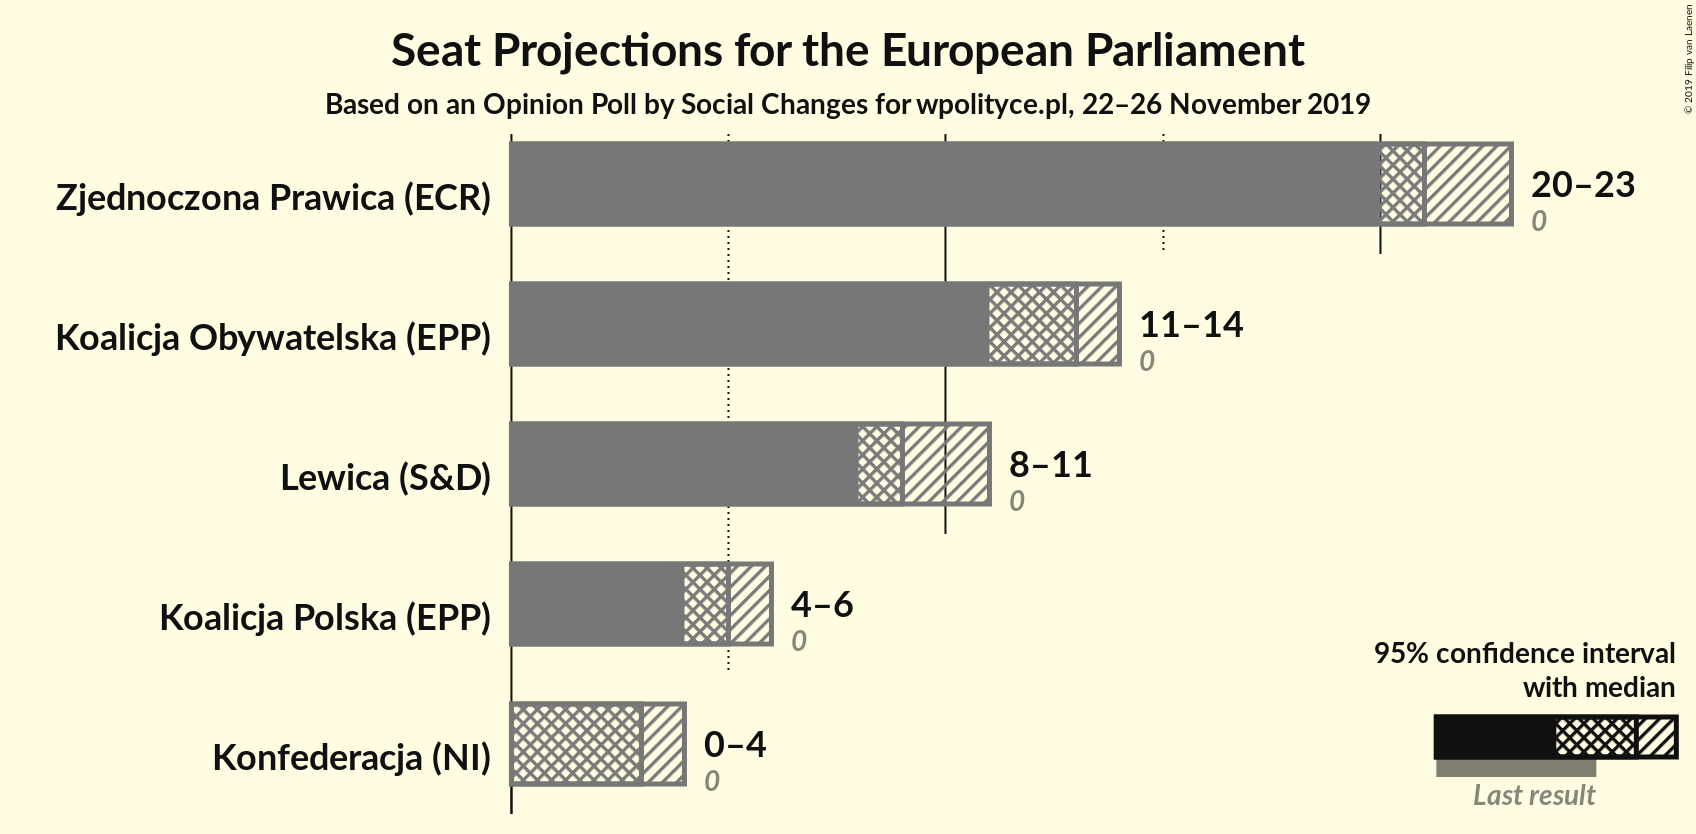 Seat Projections for the European Parliament
Based on an Opinion Poll by Social Changes for wpolityce.pl, 22–26 November 2019
© 2019 Filip van Laenen
Zjednoczona Prawica (ECR)
20–23
0
Koalicja Obywatelska (EPP)
11–14
0
Lewica (S&D)
8–11
0
Koalicja Polska (EPP)
4–6
0
Konfederacja (NI)
0–4
0
95% confidence interval
with median
Last result